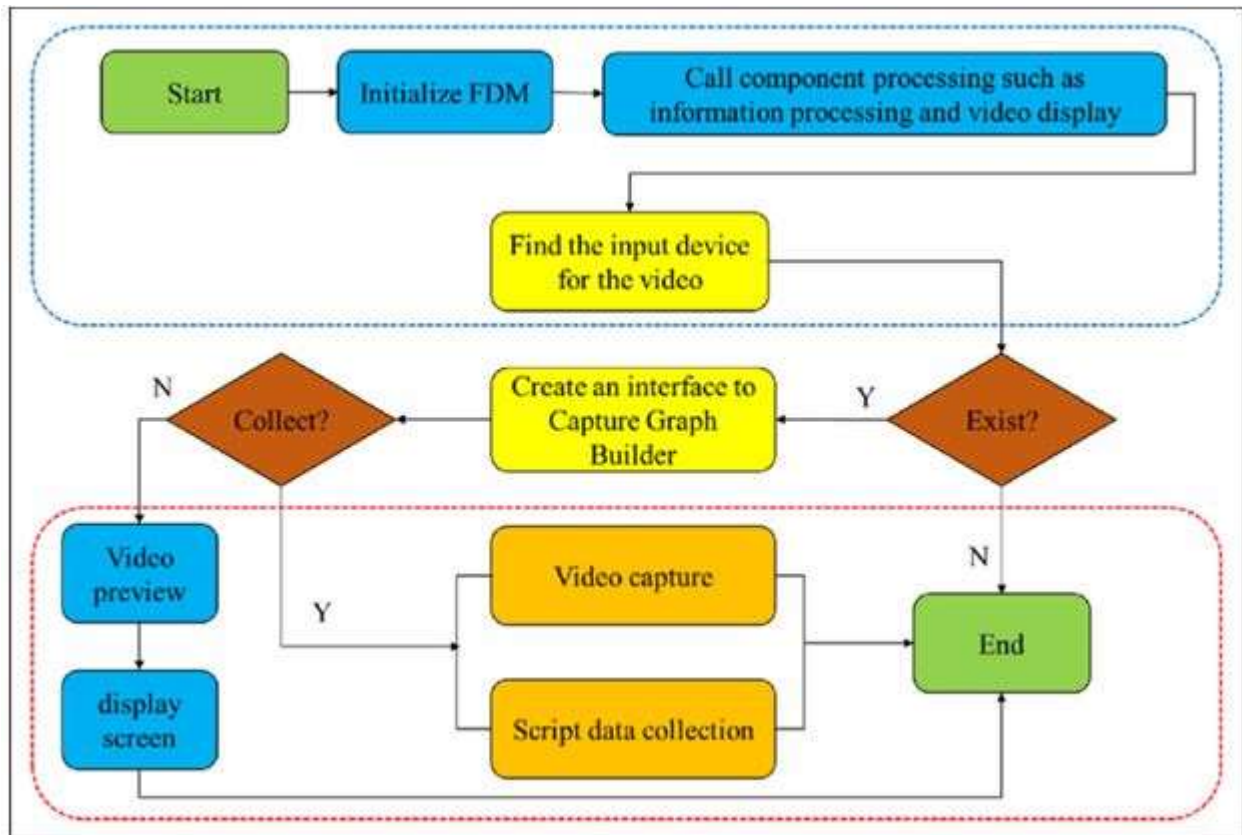 Start
Initialize FDM
Call component processing such as
information processing and video display
Find the input device
for the video
Exist?
Y
N
Create an interface to
Capture Graph
Builder
Collect?
N
Y
Video
preview
display
screen
Video capture
Script data collection
End